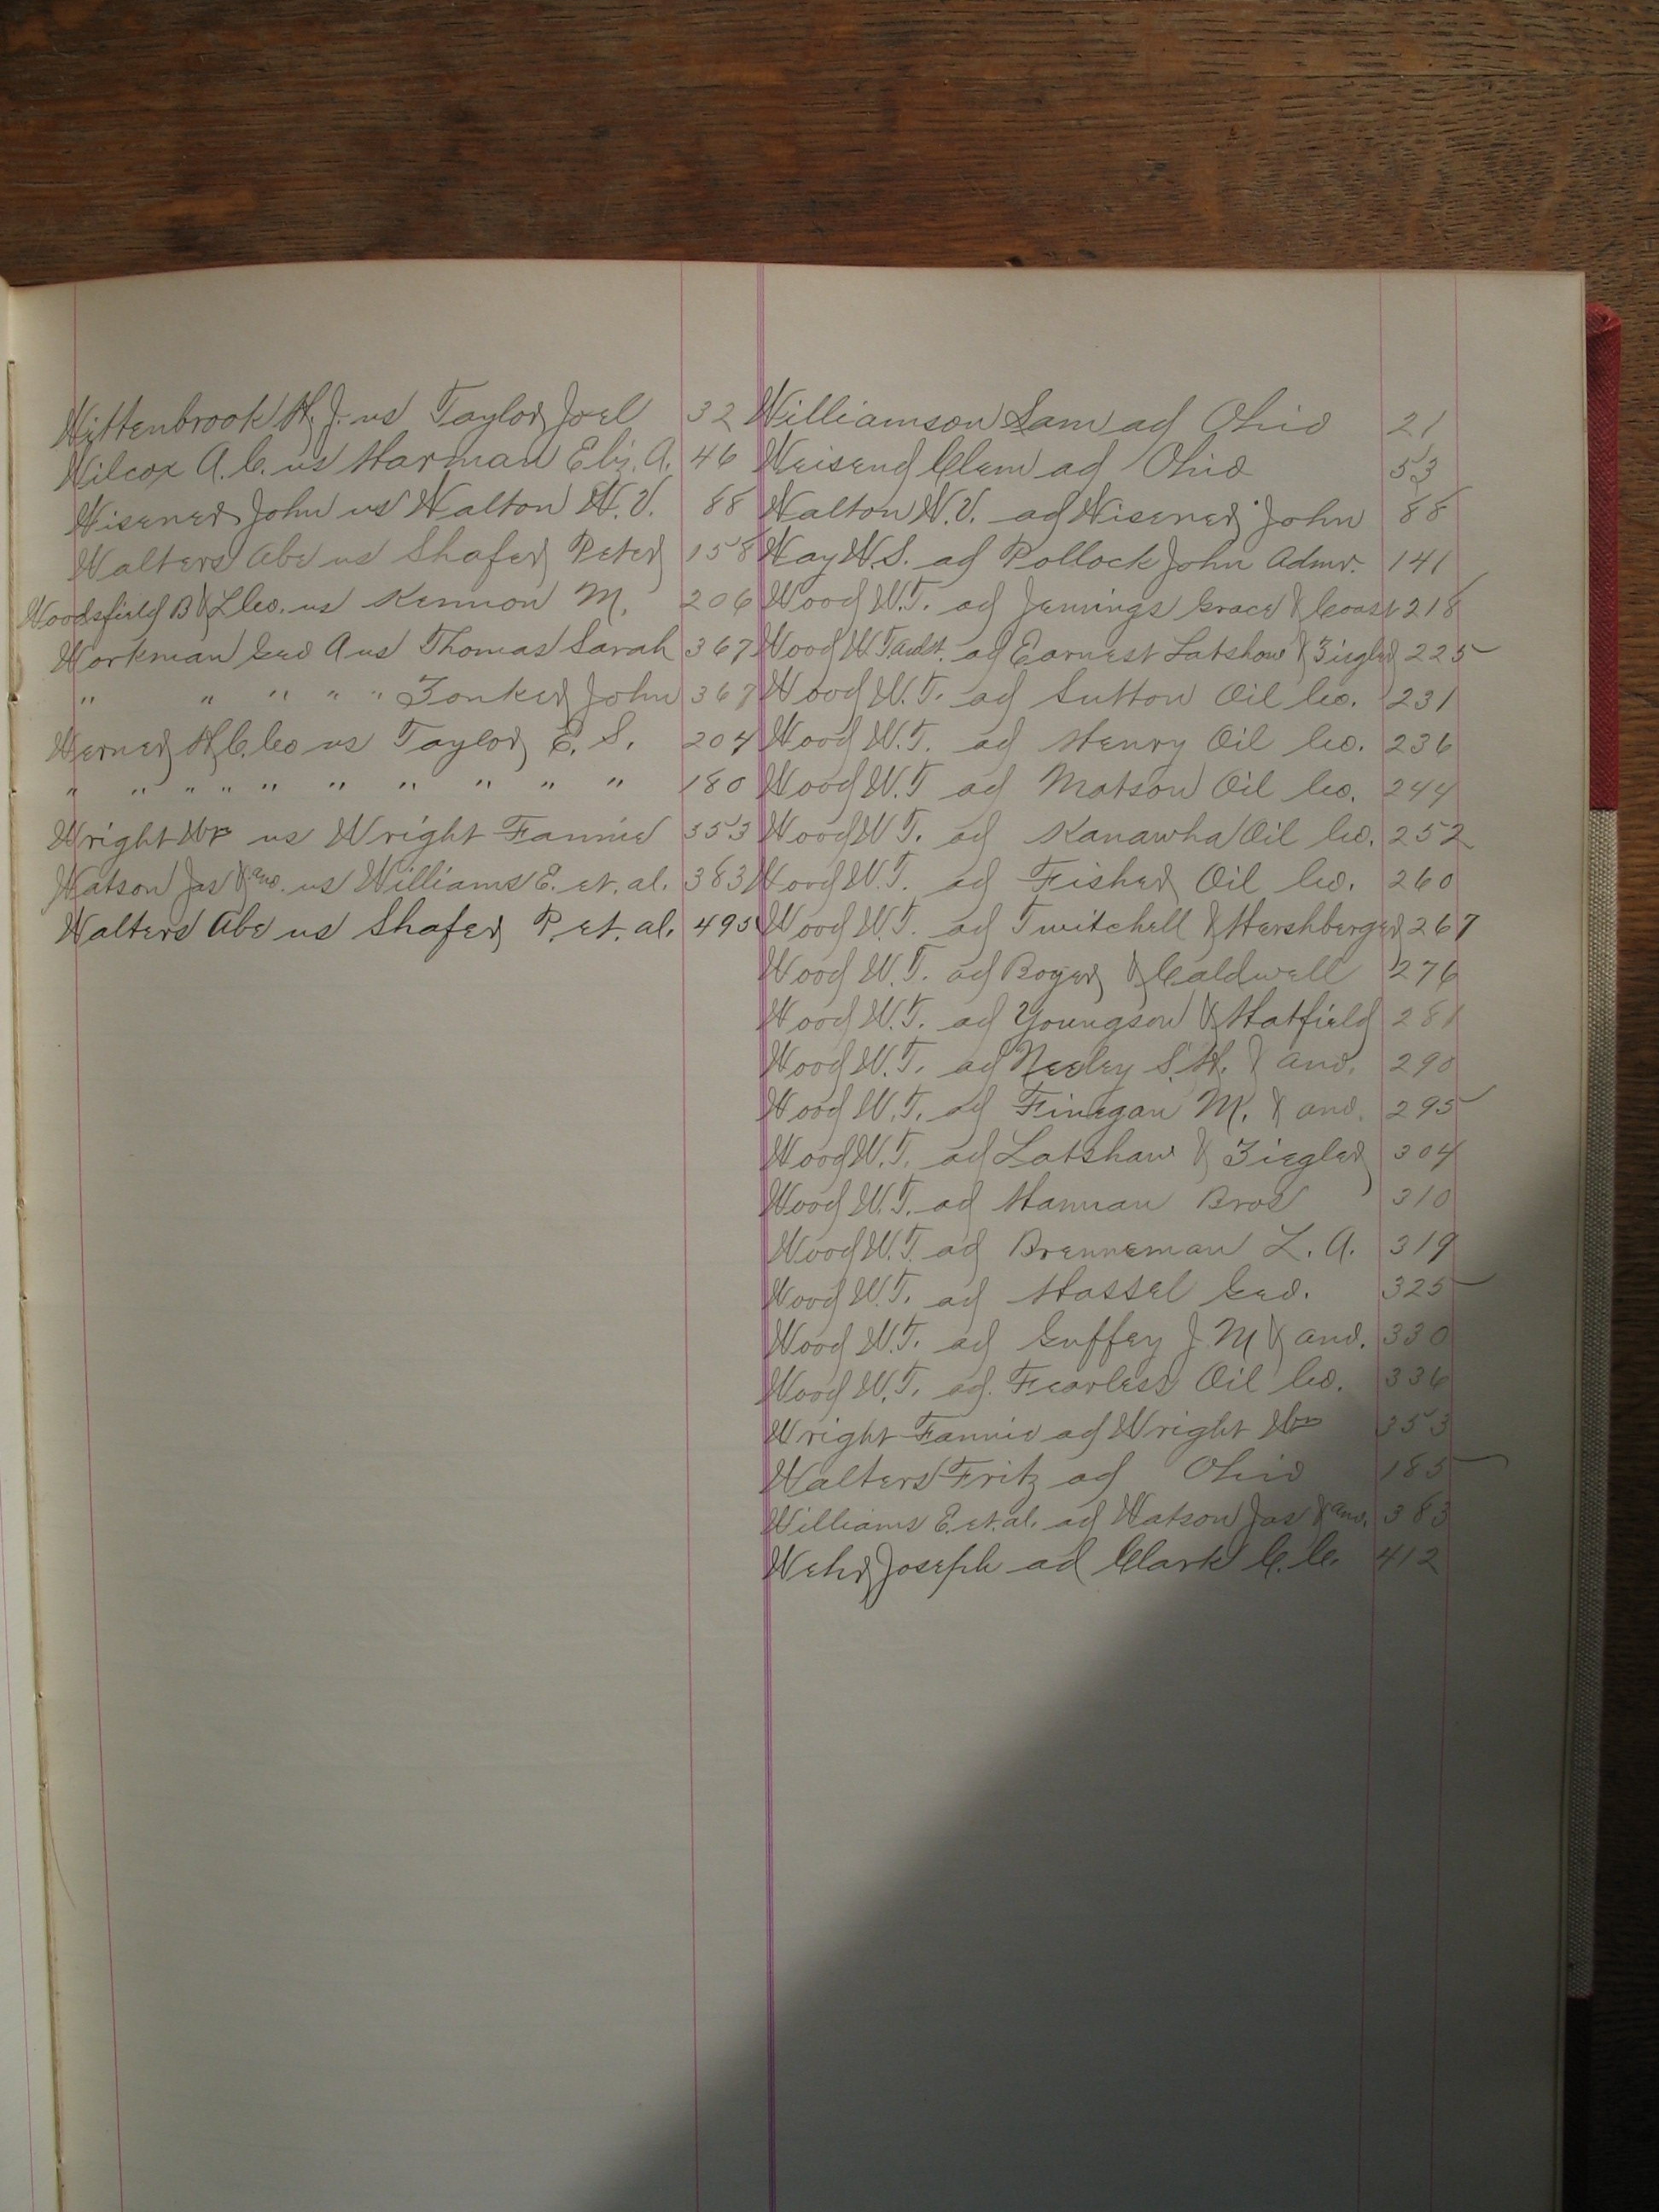 Wittenbrook H. J. vs Taylor Joel 32
Wilcox A. C. vs Harman Eliz. A. 46
Wisener John vs Walton W. V. 88
Walters Abe vs Shafer Peter 158
Woodsfield B & L Co. vs Kennon M. 206
Workman Geo A vs Thomas Sarah 367
" " " " " Zonker John 367
Werner H. C. Co vs Taylor E. S. 204
" " " " " " " " " " 180
Wright Wm vs Wright Fannie 353
Watson Jas & ano. vs Williams E. et. al. 383
Walters Abe vs Shafer P. et. al. 495
Williamson Sam ad Ohio 21
Weisend Clem ad Ohio 53
Walton W. V. ad Wisener John 88
Way W. S. ad Pollock John Admr. 141
Wood W. T. ad Jennings Grace & Coast 218
Wood W. T. ad Earnest Latshaw & Ziegler 225
Wood W. T. ad Sutton Oil Co. 231
Wood W. T. ad Henry Oil Co. 236
Wood W. T ad Matson Oil Co. 244
Wood W T. ad Kanawha Oil Co. 252
Wood W. T. ad Fisher Oil Co. 260
Wood W. T. ad Twitchell & Hershberger 267
Wood W. T. ad Boyer & Caldwell 276
Wood W. T. ad Youngson & Hatfield 281
Wood W. T. ad Neeley S. H. & ano. 290
Wood W. T. ad Finegan M. & ano. 295
Wood W. T. ad Latshaw & Ziegler 304
Wood W. T. ad Hannan Bros 310
Wood W. T. ad Brenneman L. A. 319
Wood W. T. ad Hassel Geo. 325
Wood W. T. ad Guffey J. M & ano. 330
Wood W. T. ad. Fearless Oil Co. 336
Wright Fannie ad Wright Wm 353
Walters Fritz ad Ohio 185
Williams E. et. al. ad Watson Jas & ano. 383
Wehr Joseph ad Clark C. C. 412